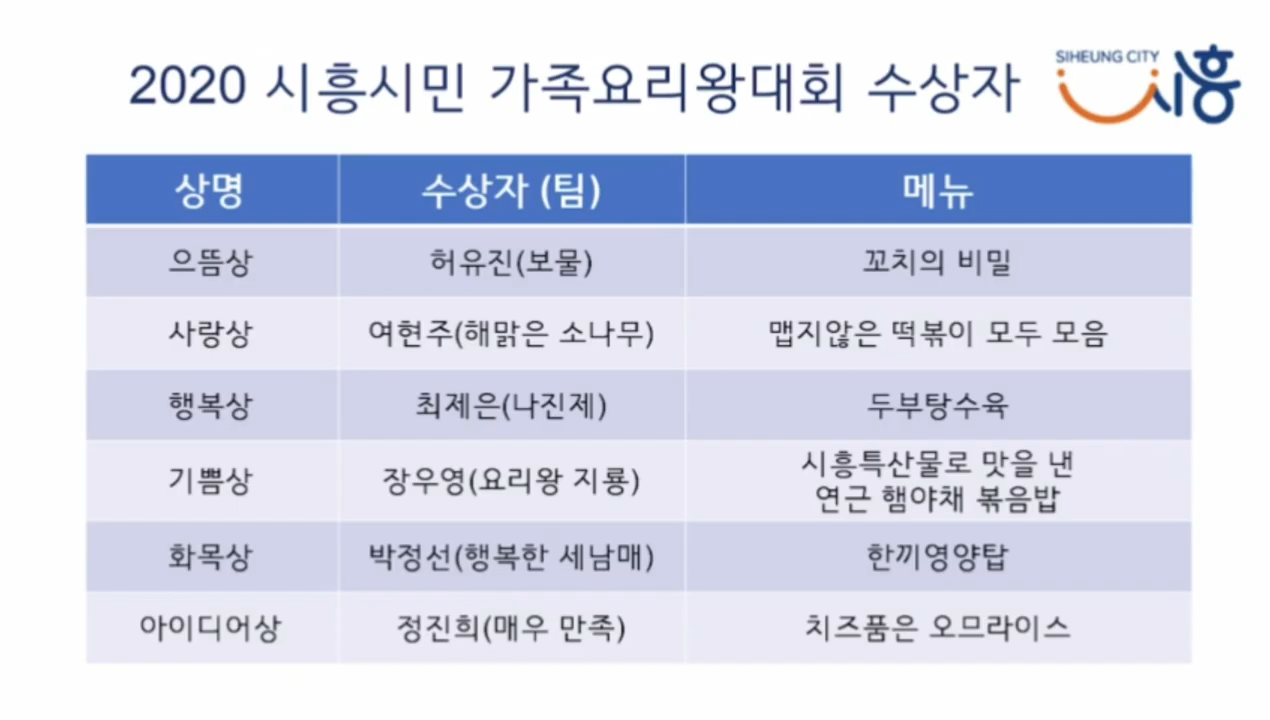 2020 시흥시민 가족요리왕대회 수상자
SIHEUNG CITY
시흥
상명 수상자 (팀) 메뉴
으뜸상 허유진(보물) 꼬치의 비밀
사랑상 여현주(해맑은 소나무) 맵지않은 떡볶이 모두 모음
행복상 최제은(나진제) 두부탕수육
기쁨상 장우영(요리왕 지룡) 시흥특산물로 맛을 낸
연근 햄야채 볶음밥
화목상 박정선(행복한 세남매) 한끼영양탑
아이디어상 정진희(매우 만족) 치즈품은 오므라이스